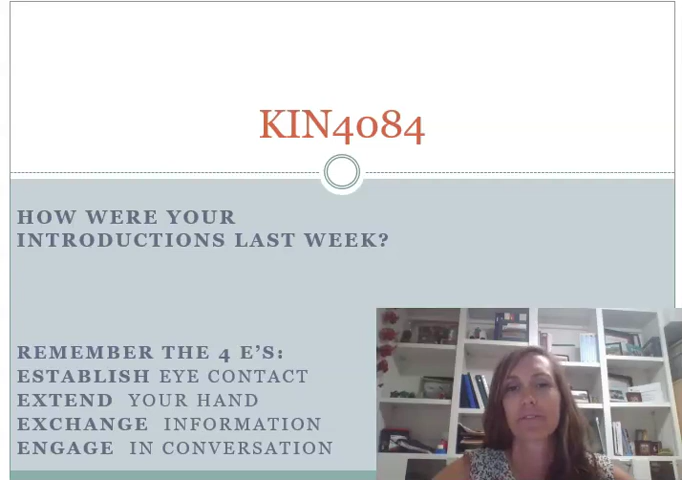 KIN4084
HOW WERE YOUR
INTRODUCTIONS LAST WEEK?
REMEMBER THE 4 E'S:
ESTABLISH EYE CONTACT
EXTEND YOUR HAND
EXCHANGE INFORMATION
ENGAGE IN CONVERSATION